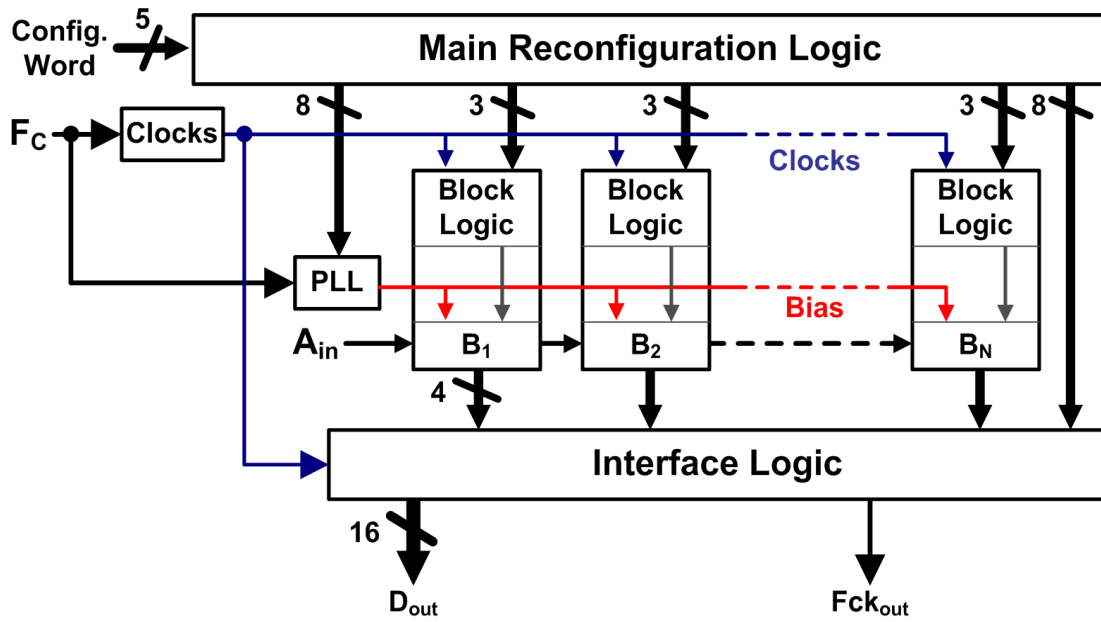 Config.
Word
5
Main Reconfiguration Logic
8
3
3
3
8
F_C
Clocks
Clocks
Block
Logic
Block
Logic
Block
Logic
PLL
Bias
A_in
B_1
B_2
B_N
4
Interface Logic
16
D_out
Fck_out